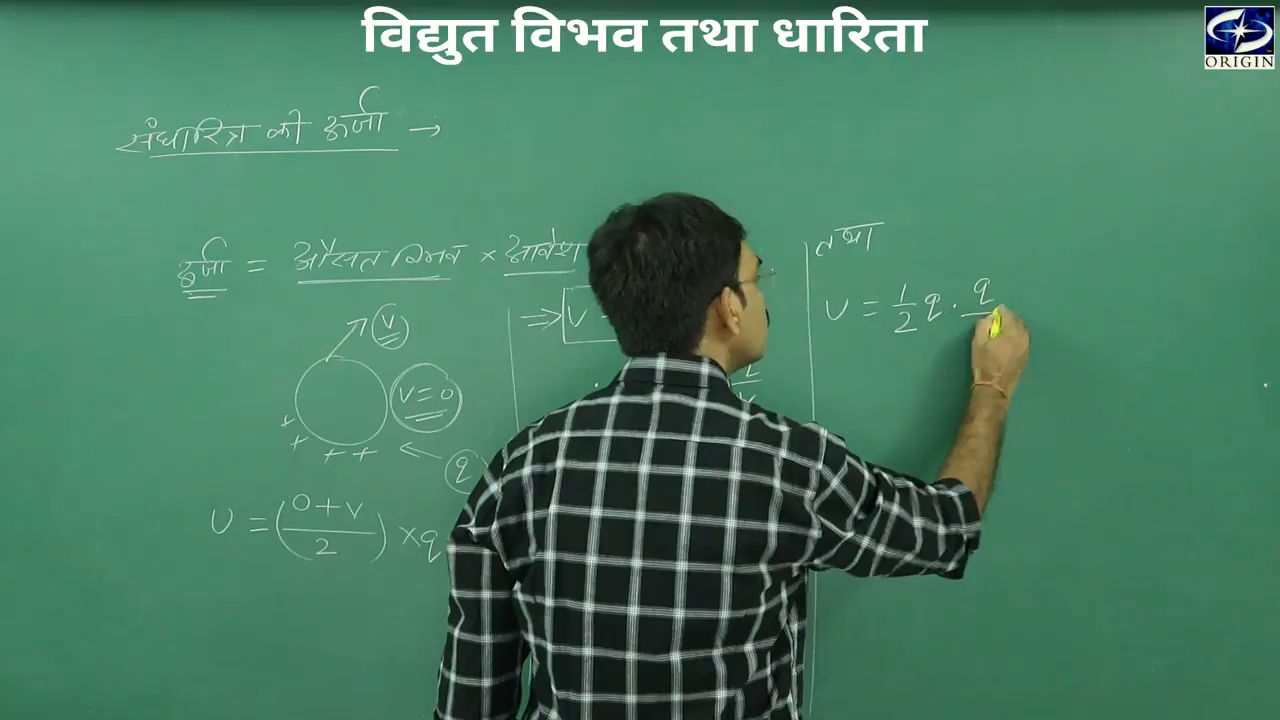 विद्युत विभव तथा धारिता
ORIGIN
संधारित्र की ऊर्जा →
ऊर्जा = औसत विभव × आवेश
V
V = 0
+ + + +
q
U = (0+V/2) × q
⇒ U
तथा
U = 1/2 q · q